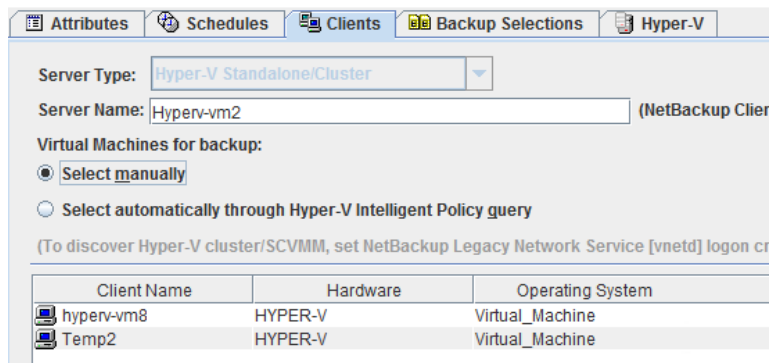 Attributes Schedules Clients Backup Selections Hyper-V
Server Type: Hyper-V Standalone/Cluster
Server Name: Hyperv-vm2 (NetBackup Clier
Virtual Machines for backup:
Select manually
Select automatically through Hyper-V Intelligent Policy query
(To discover Hyper-V cluster/SCVMM, set NetBackup Legacy Network Service [vnetd] logon cr
Client Name Hardware Operating System
hyperv-vm8 HYPER-V Virtual_Machine
Temp2 HYPER-V Virtual_Machine